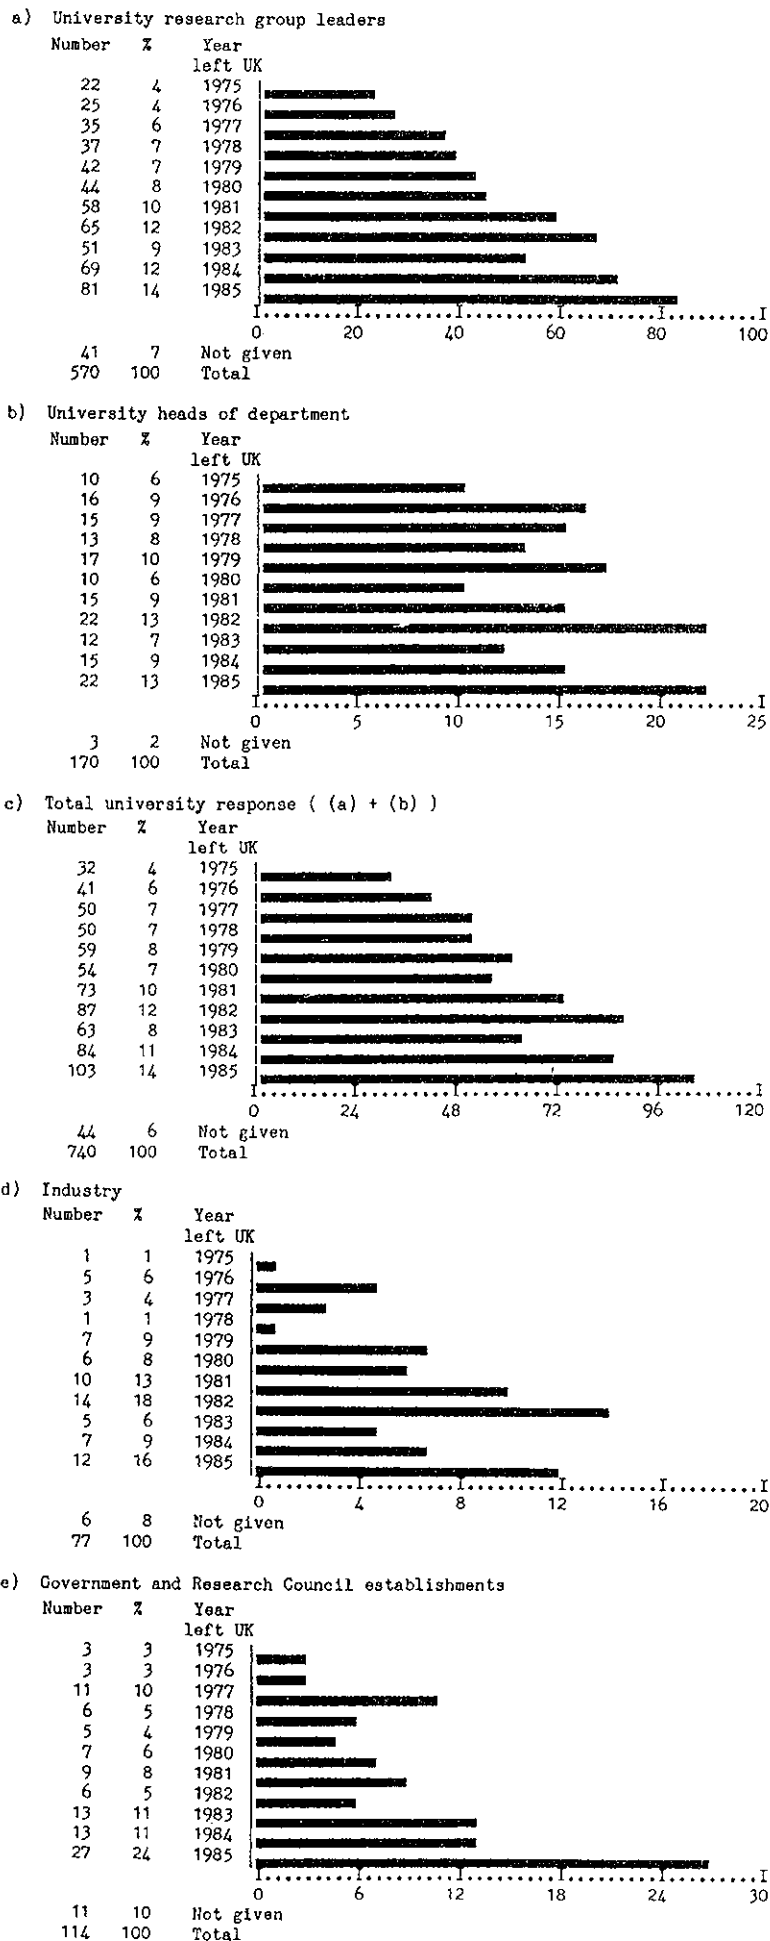 a) University research group leaders
Number % Year
left UK
22 4 1975
25 4 1976
35 6 1977
37 7 1978
42 7 1979
44 8 1980
58 10 1981
65 12 1982
51 9 1983
69 12 1984
81 14 1985
0 20 40 60 80 100
41 7 Not given
570 100 Total
b) University heads of department
Number % Year
left UK
10 6 1975
16 9 1976
15 9 1977
13 8 1978
17 10 1979
10 6 1980
15 9 1981
22 13 1982
12 7 1983
15 9 1984
22 13 1985
0 5 10 15 20 25
3 2 Not given
170 100 Total
c) Total university response ( (a) + (b) )
Number % Year
left UK
32 4 1975
41 6 1976
50 7 1977
50 7 1978
59 8 1979
54 7 1980
73 10 1981
87 12 1982
63 8 1983
84 11 1984
103 14 1985
0 24 48 72 96 120
44 6 Not given
740 100 Total
d) Industry
Number % Year
left UK
1 1 1975
5 6 1976
3 4 1977
1 1 1978
7 9 1979
6 8 1980
10 13 1981
14 18 1982
5 6 1983
7 9 1984
12 16 1985
0 4 8 12 16 20
6 8 Not given
77 100 Total
e) Government and Research Council establishments
Number % Year
left UK
3 3 1975
3 3 1976
11 10 1977
6 5 1978
5 4 1979
7 6 1980
9 8 1981
6 5 1982
13 11 1983
13 11 1984
27 24 1985
0 6 12 18 24 30
11 10 Not given
114 100 Total